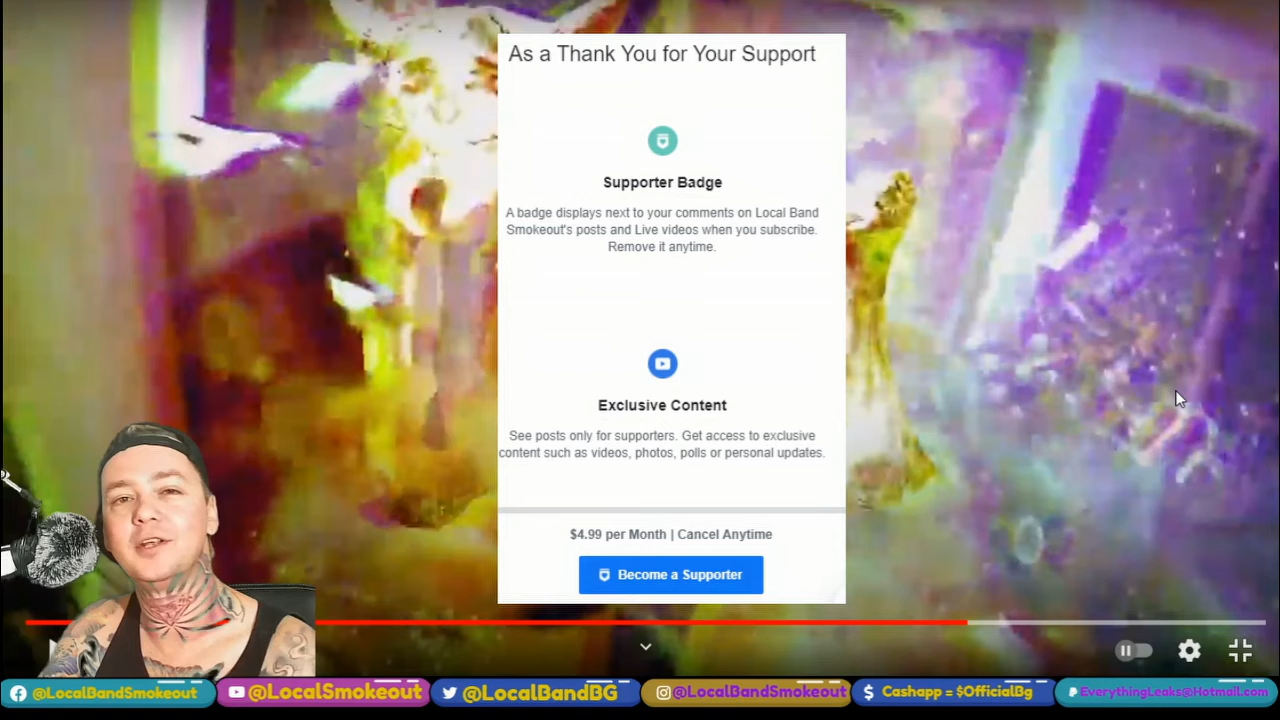 As a Thank You for Your Support
Supporter Badge
A badge displays next to your comments on Local Band
Smokeout's posts and Live videos when you subscribe.
Remove it anytime.
Exclusive Content
See posts only for supporters. Get access to exclusive
content such as videos, photos, polls or personal updates.
$4.99 per Month | Cancel Anytime
Become a Supporter
@LocalBandSmokeout
@LocalSmokeout
@LocalBandBG
@LocalBandSmokeout
Cashapp = $OfficialBg
EverythingLeaks@Hotmail.com